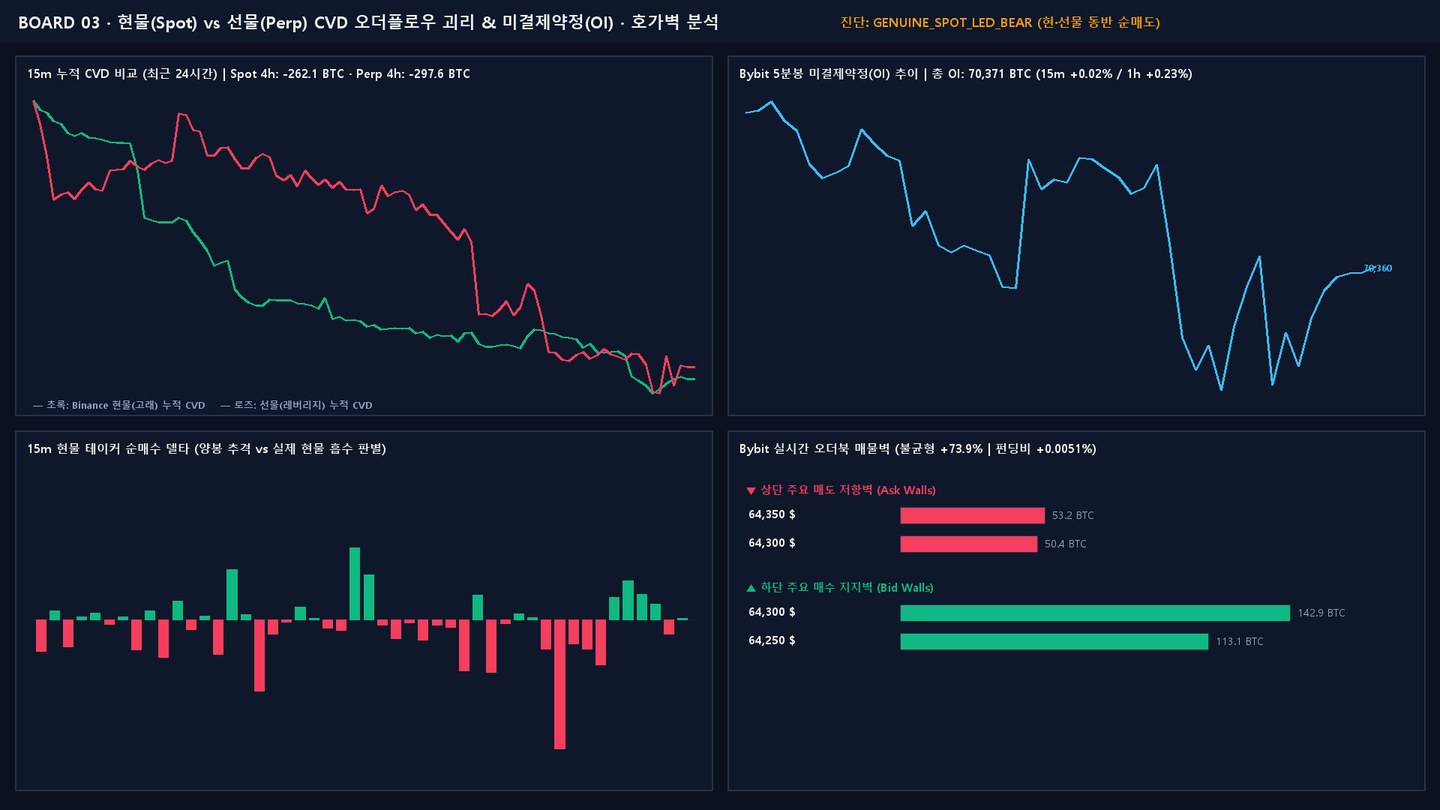 BOARD 03 · 현물(Spot) vs 선물(Perp) CVD 오더플로우 괴리 & 미결제약정(OI) · 호가벽 분석
진단: GENUINE_SPOT_LED_BEAR (현·선물 동반 순매도)
15m 누적 CVD 비교 (최근 24시간) | Spot 4h: -262.1 BTC · Perp 4h: -297.6 BTC
— 초록: Binance 현물(고래) 누적 CVD
— 로즈: 선물(레버리지) 누적 CVD
Bybit 5분봉 미결제약정(OI) 추이 | 총 OI: 70,371 BTC (15m +0.02% / 1h +0.23%)
70,360
15m 현물 테이커 순매수 델타 (양봉 추격 vs 실제 현물 흡수 판별)
Bybit 실시간 오더북 매물벽 (불균형 +73.9% | 펀딩비 +0.0051%)
▼ 상단 주요 매도 저항벽 (Ask Walls)
64,350 $ 53.2 BTC
64,300 $ 50.4 BTC
▲ 하단 주요 매수 지지벽 (Bid Walls)
64,300 $ 142.9 BTC
64,250 $ 113.1 BTC